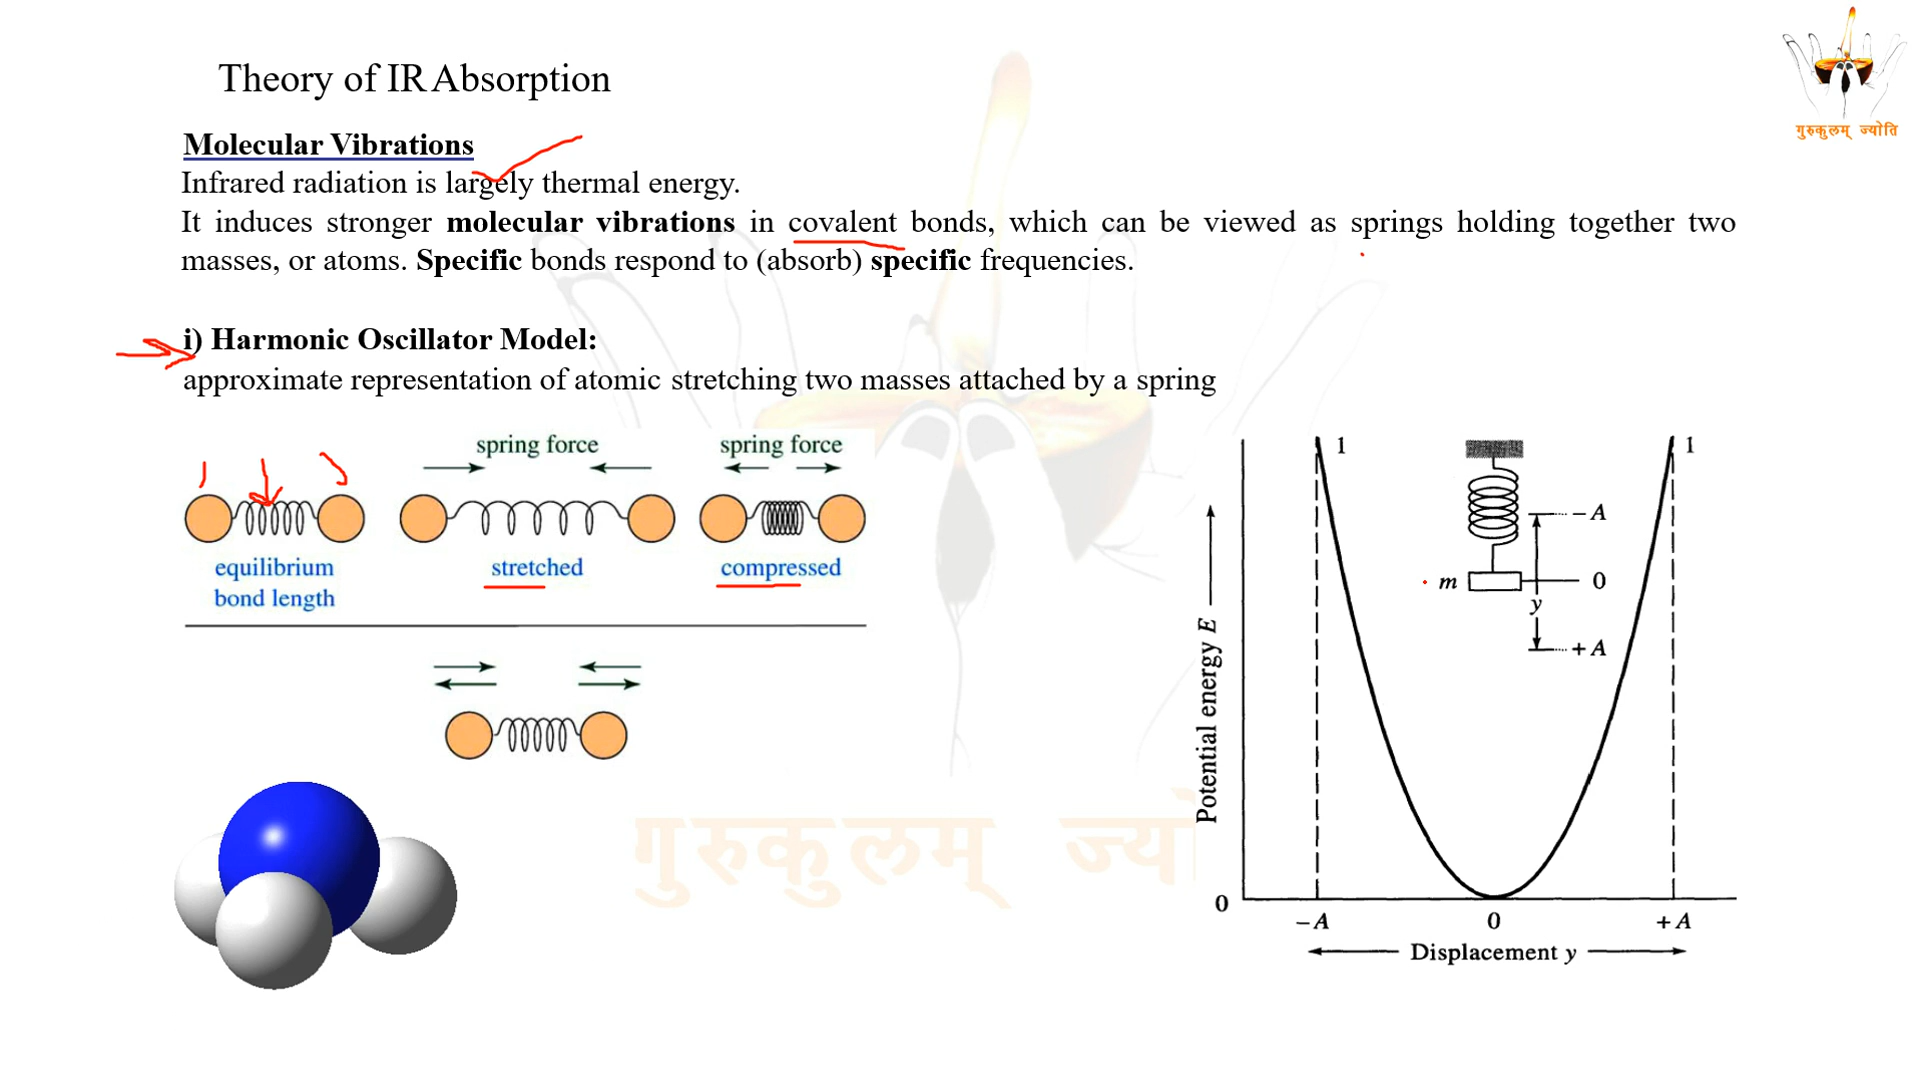 Theory of IR Absorption
गुरुकुलम् ज्योति
Molecular Vibrations
Infrared radiation is largely thermal energy.
It induces stronger molecular vibrations in covalent bonds, which can be viewed as springs holding together two
masses, or atoms. Specific bonds respond to (absorb) specific frequencies.
i) Harmonic Oscillator Model:
approximate representation of atomic stretching two masses attached by a spring
spring force
spring force
equilibrium
bond length
stretched
compressed
1
1
– A
m
0
y
+ A
Potential energy E
0
– A
0
+ A
Displacement y
गुरुकुलम् ज्यो